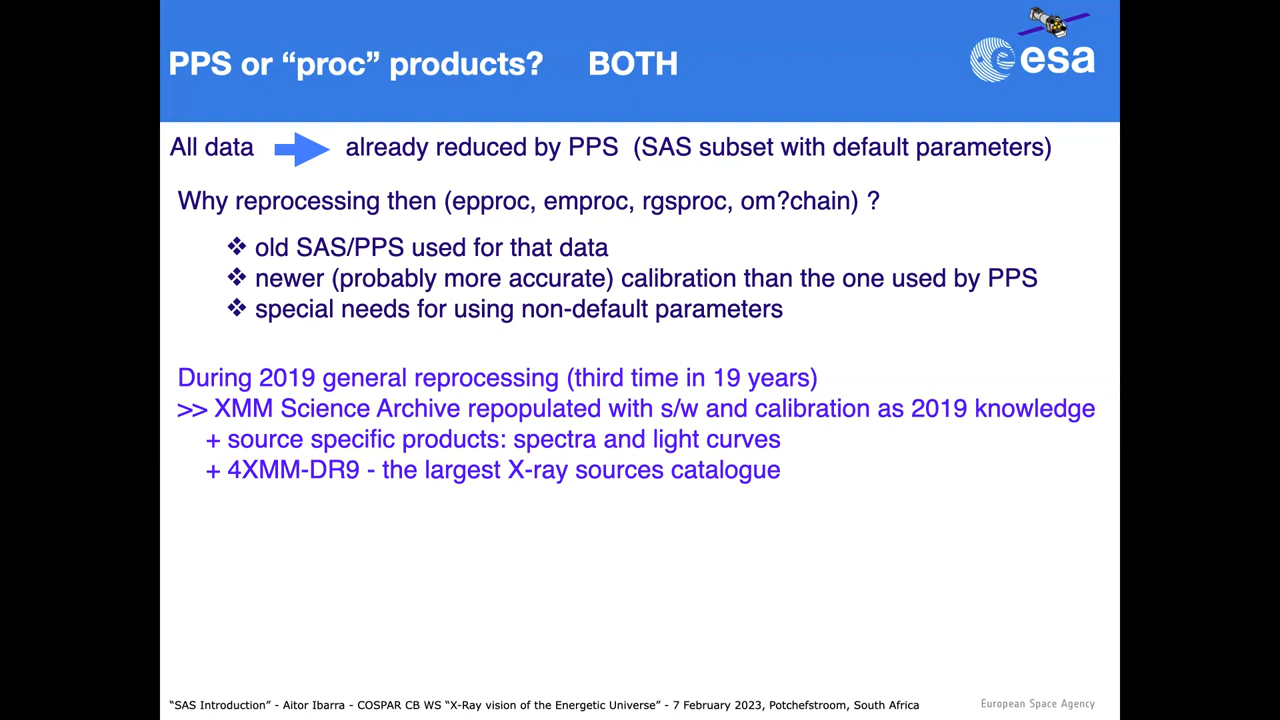 PPS or “proc” products? BOTH
esa
All data already reduced by PPS (SAS subset with default parameters)
Why reprocessing then (epproc, emproc, rgsproc, om?chain) ?
❖ old SAS/PPS used for that data
❖ newer (probably more accurate) calibration than the one used by PPS
❖ special needs for using non-default parameters
During 2019 general reprocessing (third time in 19 years)
>> XMM Science Archive repopulated with s/w and calibration as 2019 knowledge
+ source specific products: spectra and light curves
+ 4XMM-DR9 - the largest X-ray sources catalogue
“SAS Introduction” - Aitor Ibarra - COSPAR CB WS “X-Ray vision of the Energetic Universe” - 7 February 2023, Potchefstroom, South Africa
European Space Agency